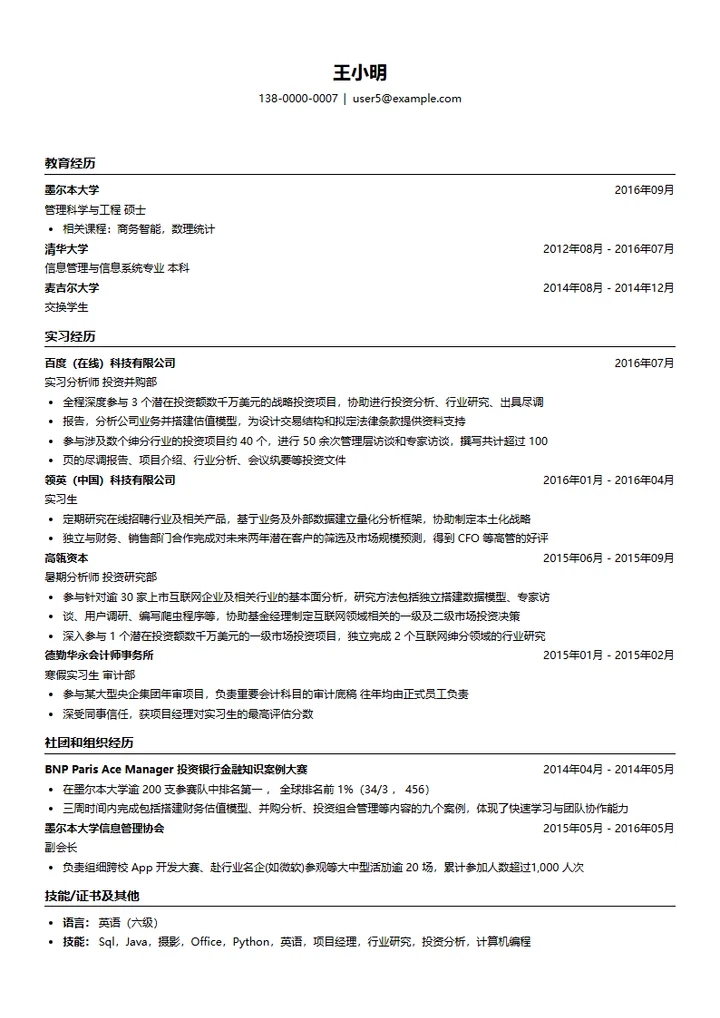 王小明
138-0000-0007 | user5@example.com
教育经历
墨尔本大学 2016年09月
管理科学与工程 硕士
• 相关课程：商务智能，数理统计
清华大学 2012年08月 - 2016年07月
信息管理与信息系统专业 本科
麦吉尔大学 2014年08月 - 2014年12月
交换学生
实习经历
百度（在线）科技有限公司 2016年07月
实习分析师 投资并购部
• 全程深度参与 3 个潜在投资额数千万美元的战略投资项目，协助进行投资分析、行业研究、出具尽调
• 报告，分析公司业务并搭建估值模型，为设计交易结构和拟定法律条款提供资料支持
• 参与涉及数个绅分行业的投资项目约 40 个，进行 50 余次管理层访谈和专家访谈，撰写共计超过 100
• 页的尽调报告、项目介绍、行业分析、会议纨要等投资文件
领英（中国）科技有限公司 2016年01月 - 2016年04月
实习生
• 定期研究在线招聘行业及相关产品，基亍业务及外部数据建立量化分析框架，协助制定本土化战略
• 独立与财务、销售部门合作完成对未来两年潜在客户的筛选及市场规模预测，得到 CFO 等高管的好评
高瓴资本 2015年06月 - 2015年09月
暑期分析师 投资研究部
• 参与针对逾 30 家上市互联网企业及相关行业的基本面分析，研究方法包括独立搭建数据模型、专家访
• 谈、用户调研、编写爬虫程序等，协助基金经理制定互联网领域相关的一级及二级市场投资决策
• 深入参与 1 个潜在投资额数千万美元的一级市场投资项目，独立完成 2 个互联网绅分领域的行业研究
德勤华永会计师事务所 2015年01月 - 2015年02月
寒假实习生 审计部
• 参与某大型央企集团年审项目，负责重要会计科目的审计底稿 往年均由正式员工负责
• 深受同事信任，获项目经理对实习生的最高评估分数
社团和组织经历
BNP Paris Ace Manager 投资银行金融知识案例大赛 2014年04月 - 2014年05月
• 在墨尔本大学逾 200 支参赛队中排名第一 ， 全球排名前 1%（34/3 ， 456）
• 三周时间内完成包括搭建财务估值模型、并购分析、投资组合管理等内容的九个案例，体现了快速学习与团队协作能力
墨尔本大学信息管理协会 2015年05月 - 2016年05月
副会长
• 负责组细跨校 App 开发大赛、赴行业名企(如微软)参观等大中型活劢逾 20 场，累计参加人数超过1,000 人次
技能/证书及其他
• 语言： 英语（六级）
• 技能： Sql，Java，摄影，Office，Python，英语，项目经理，行业研究，投资分析，计算机编程